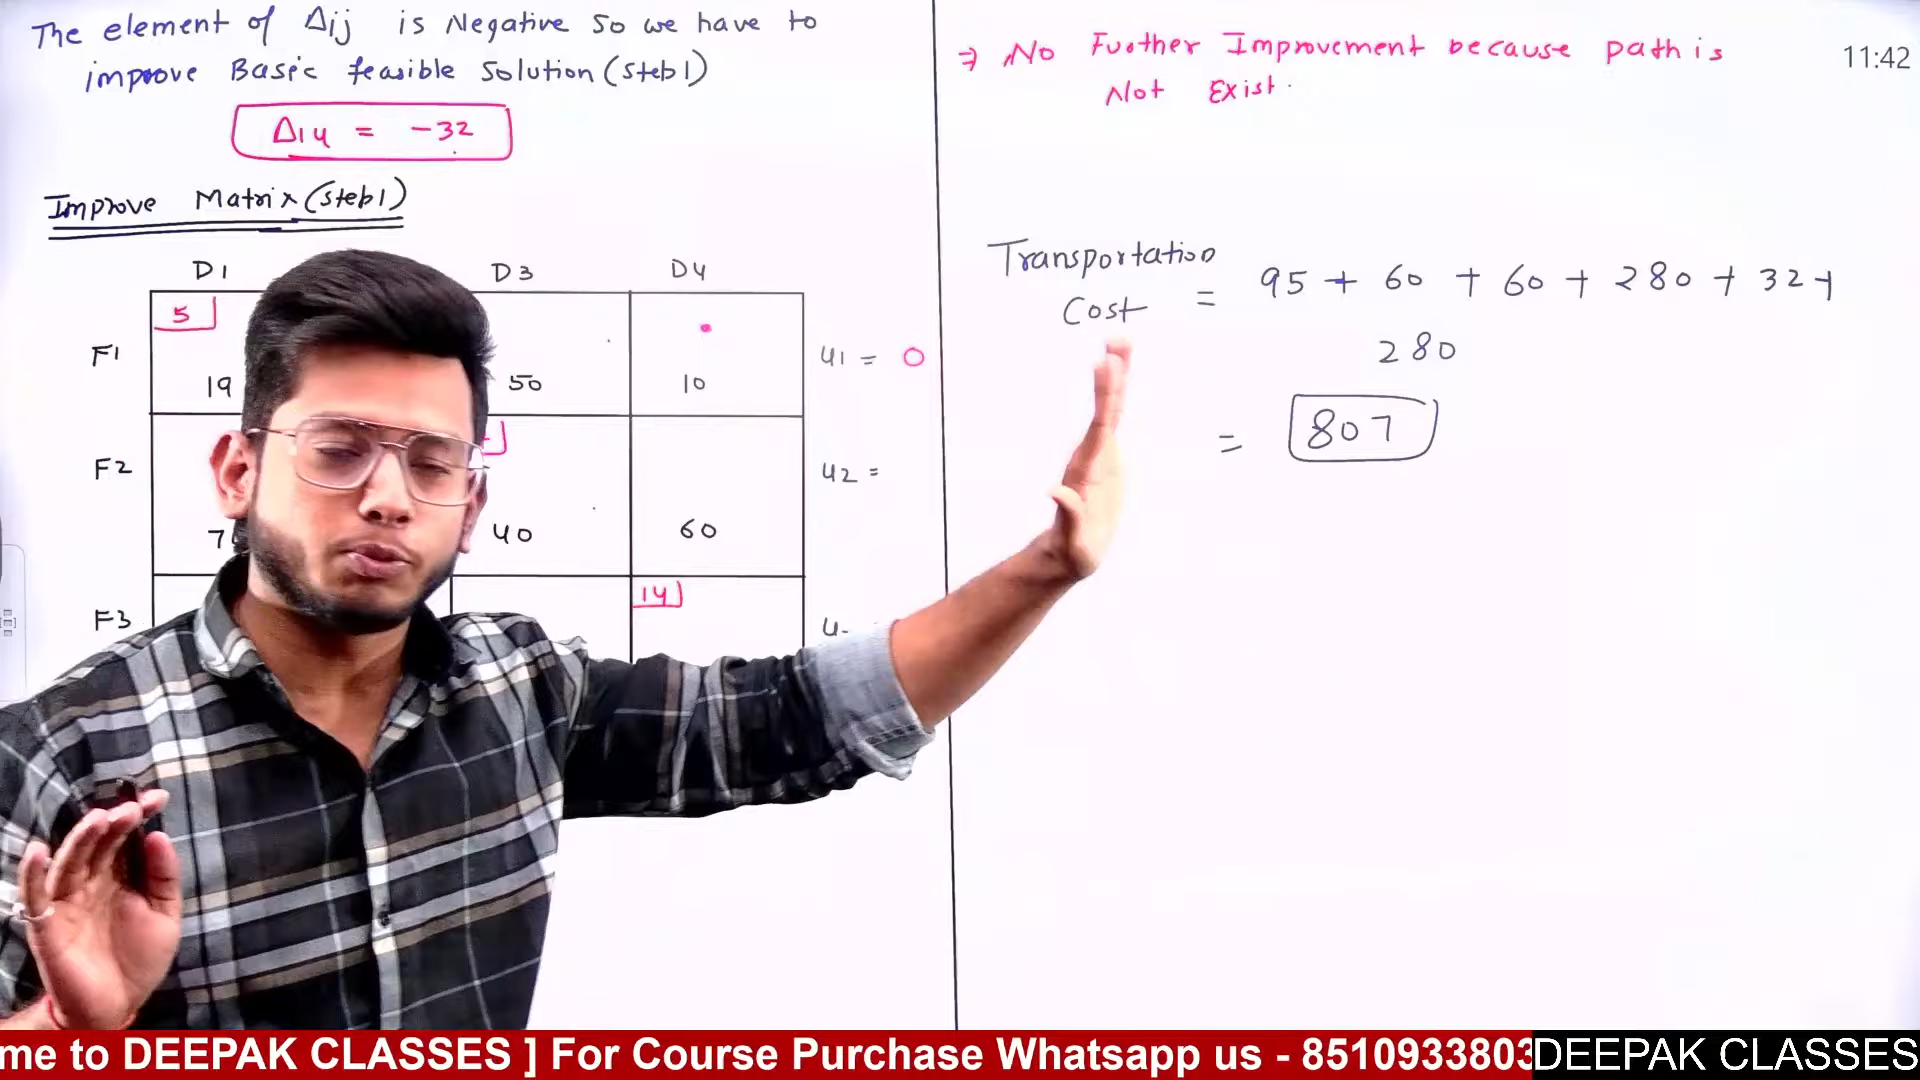 The element of Δij is Negative so we have to
improve Basic feasible Solution (Steb1)
Δ14 = -32
Improve Matrix (Steb1)
D1 D3 D4
5
F1 19 50 10 u1 = 0
F2 40 60 u2 =
14
F3
⇒ No Further Improvement because path is
Not Exist.
11:42
Transportation
Cost = 95 + 60 + 60 + 280 + 32 +
280
= 807
me to DEEPAK CLASSES ] For Course Purchase Whatsapp us - 8510933803
DEEPAK CLASSES